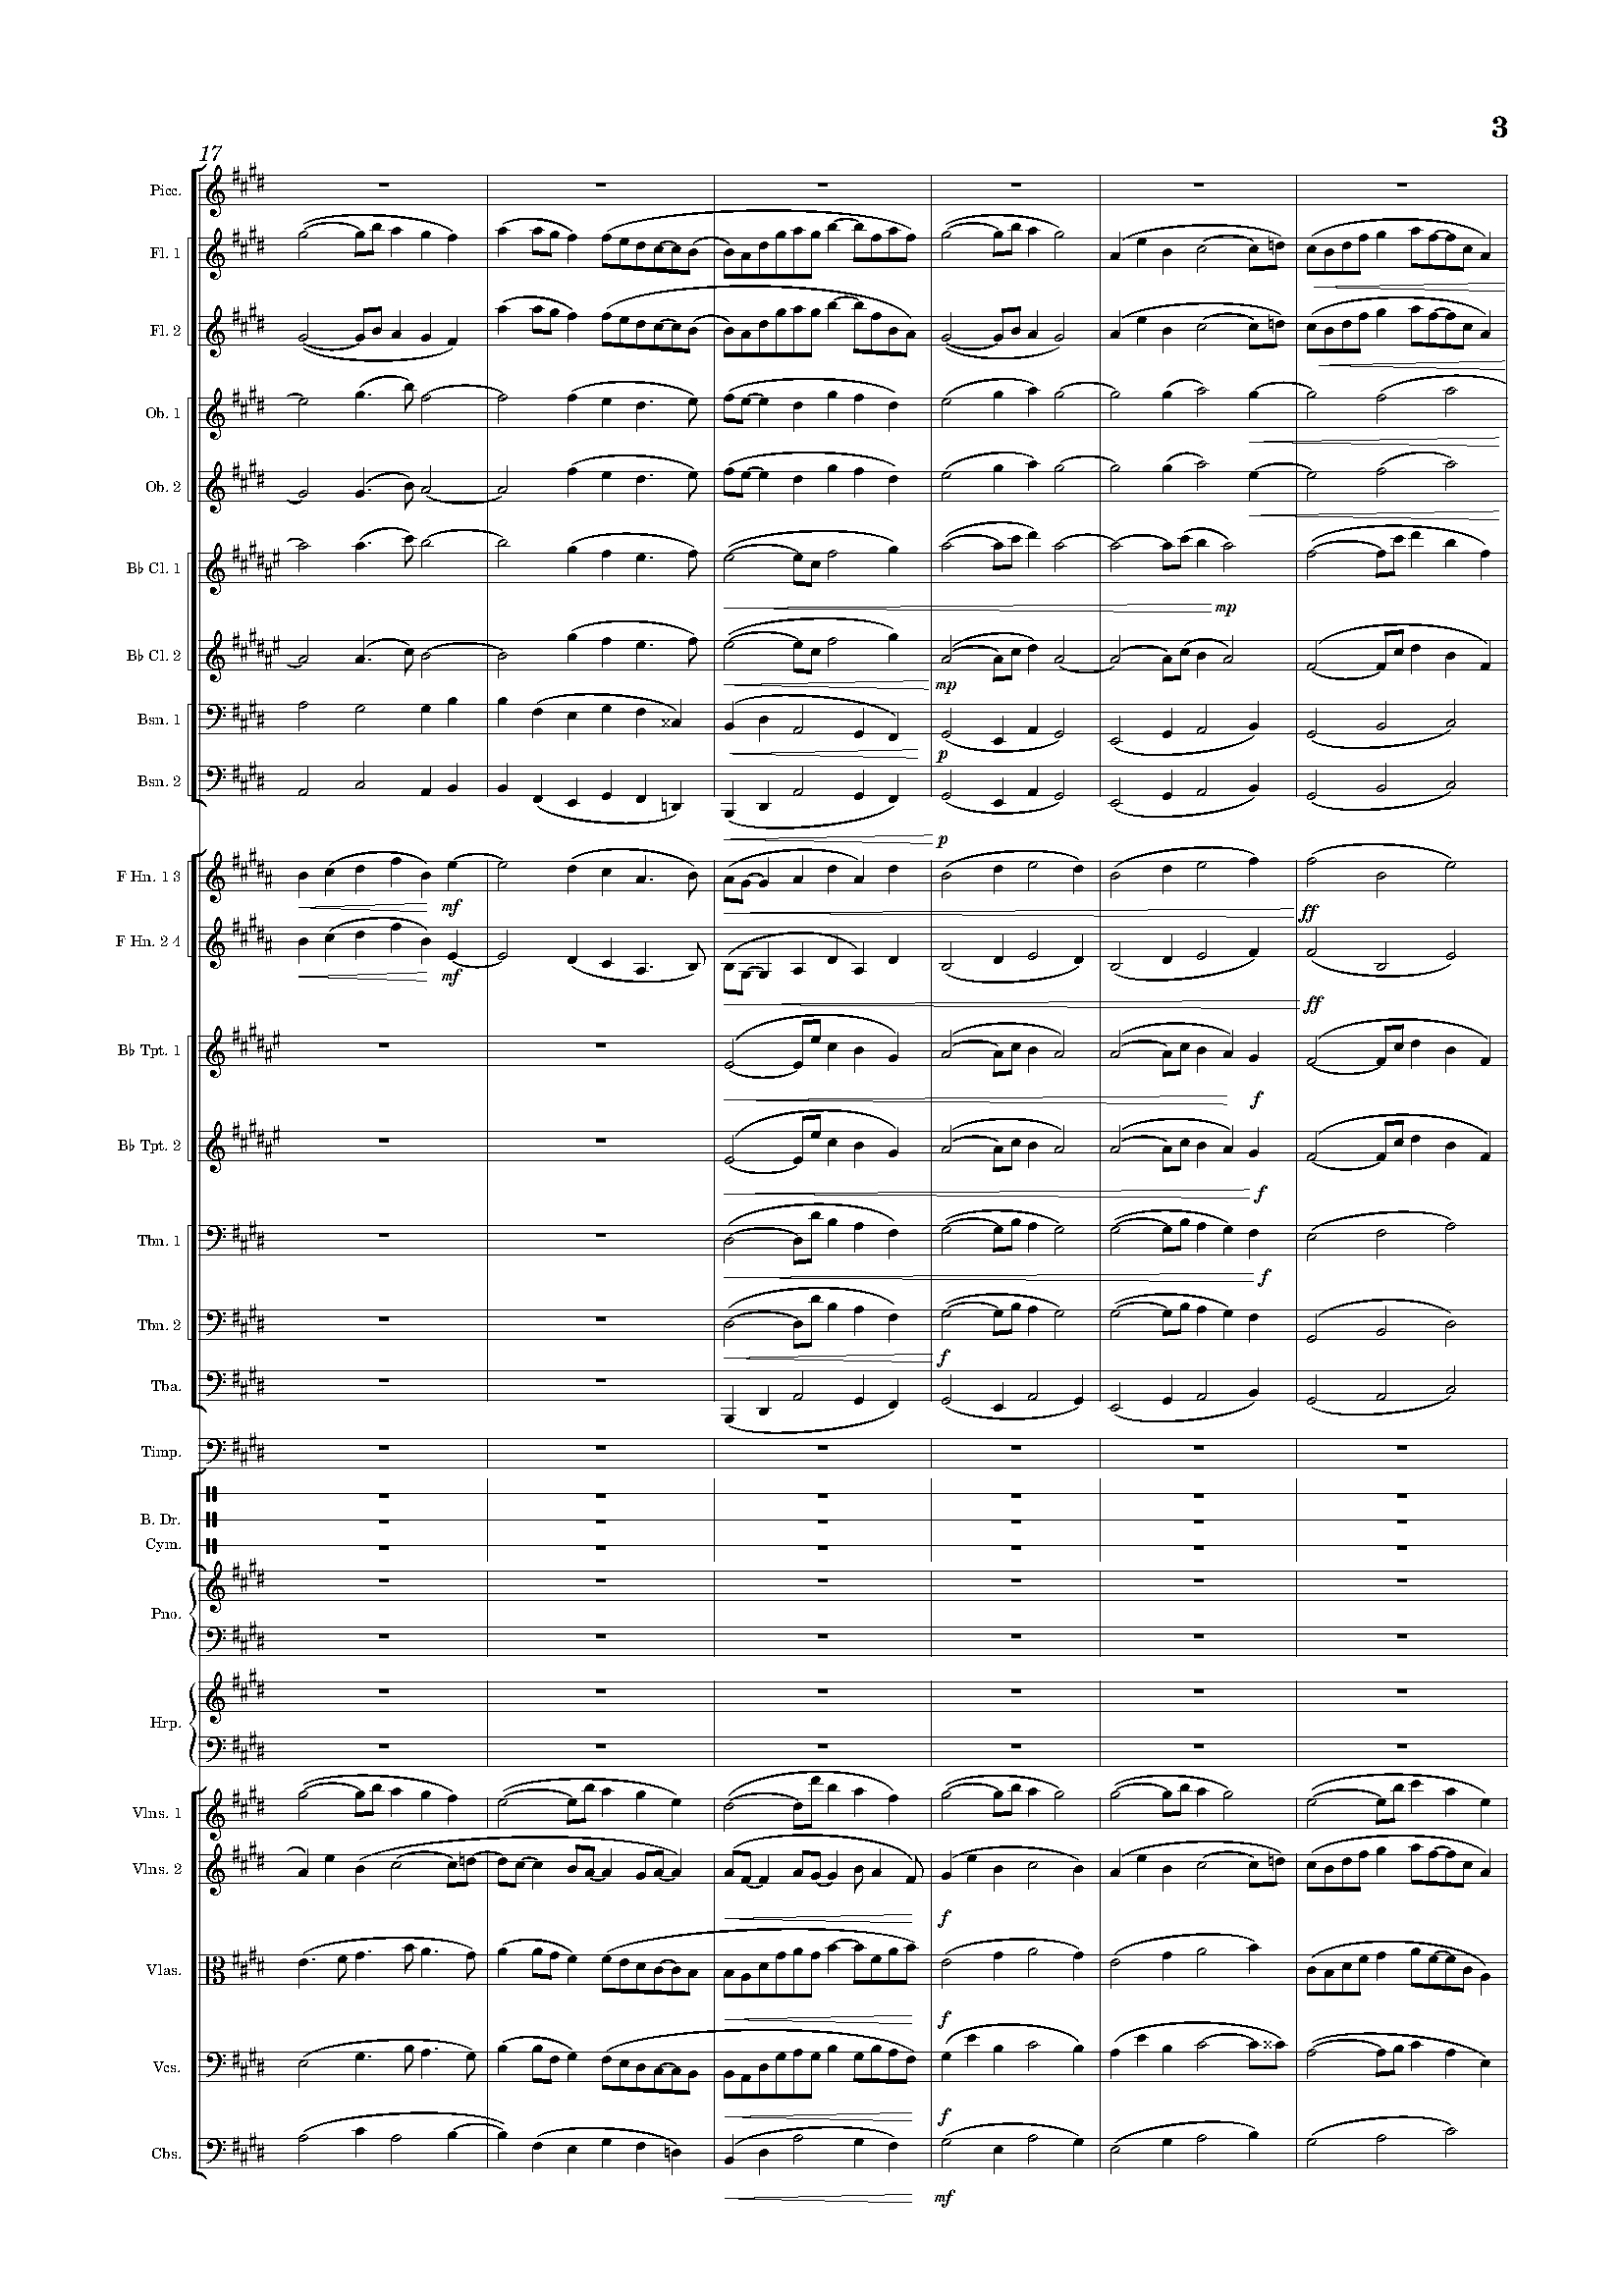 3
17
Picc.
Fl. 1
Fl. 2
Ob. 1
Ob. 2
B♭ Cl. 1
mp
B♭ Cl. 2
mp
Bsn. 1
p
Bsn. 2
p
F Hn. 1 3
mf ff
F Hn. 2 4
mf ff
B♭ Tpt. 1
f
B♭ Tpt. 2
f
Tbn. 1
f
Tbn. 2
f
Tba.
Timp.
B. Dr.
Cym.
Pno.
Hrp.
Vlns. 1
Vlns. 2
f
Vlas.
f
Vcs.
f
Cbs.
mf